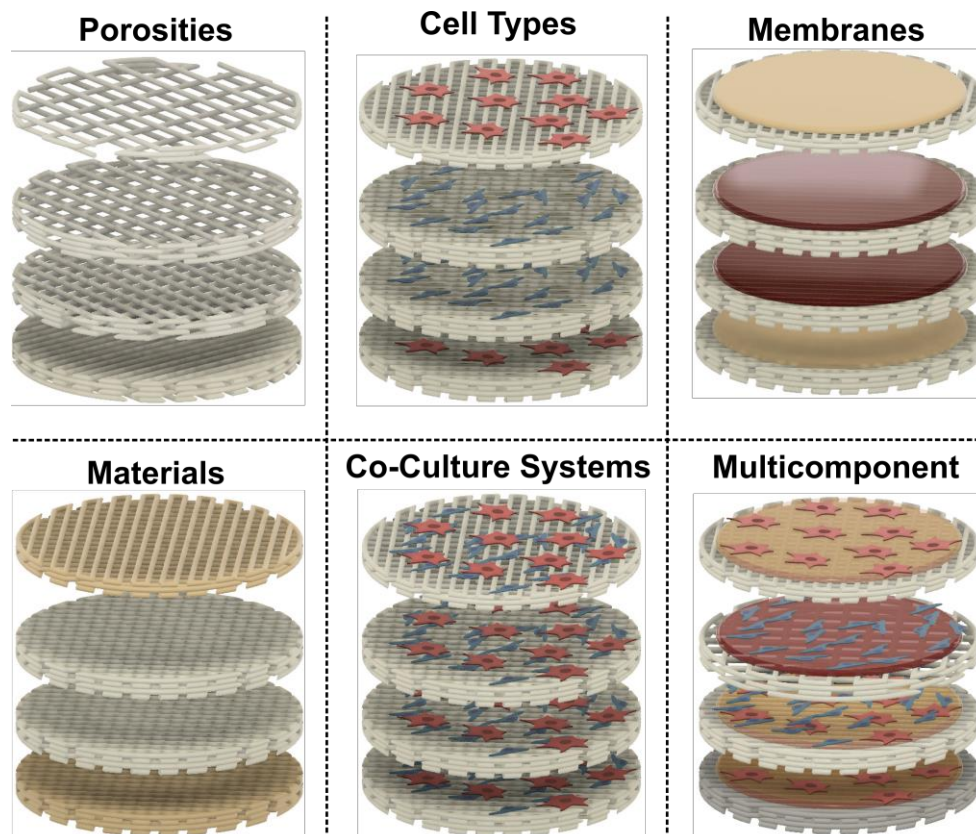 Porosities
Cell Types
Membranes
Materials
Co-Culture Systems
Multicomponent